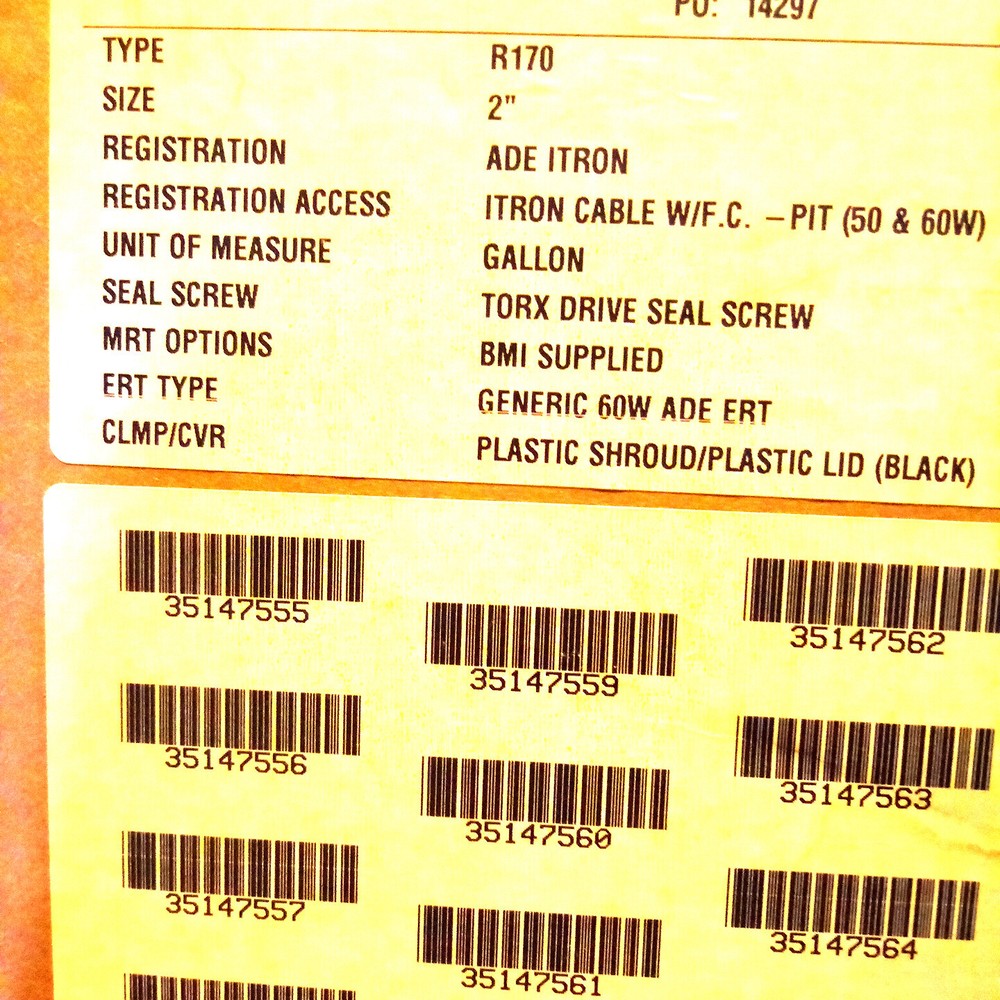 PO: 14297
TYPE R170
SIZE 2"
REGISTRATION ADE ITRON
REGISTRATION ACCESS ITRON CABLE W/F.C. – PIT (50 & 60W)
UNIT OF MEASURE GALLON
SEAL SCREW TORX DRIVE SEAL SCREW
MRT OPTIONS BMI SUPPLIED
ERT TYPE GENERIC 60W ADE ERT
CLMP/CVR PLASTIC SHROUD/PLASTIC LID (BLACK)
35147555
35147559
35147562
35147556
35147560
35147563
35147557
35147561
35147564